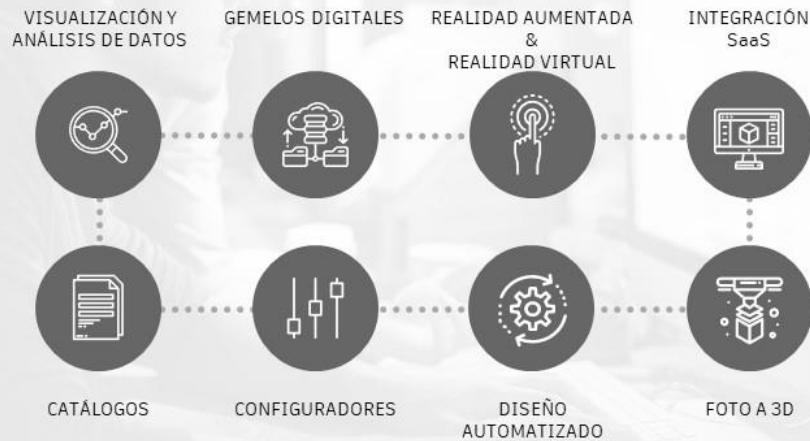 VISUALIZACIÓN Y
ANÁLISIS DE DATOS
GEMELOS DIGITALES
REALIDAD AUMENTADA
&
REALIDAD VIRTUAL
INTEGRACIÓN
SaaS
CATÁLOGOS
CONFIGURADORES
DISEÑO
AUTOMATIZADO
FOTO A 3D